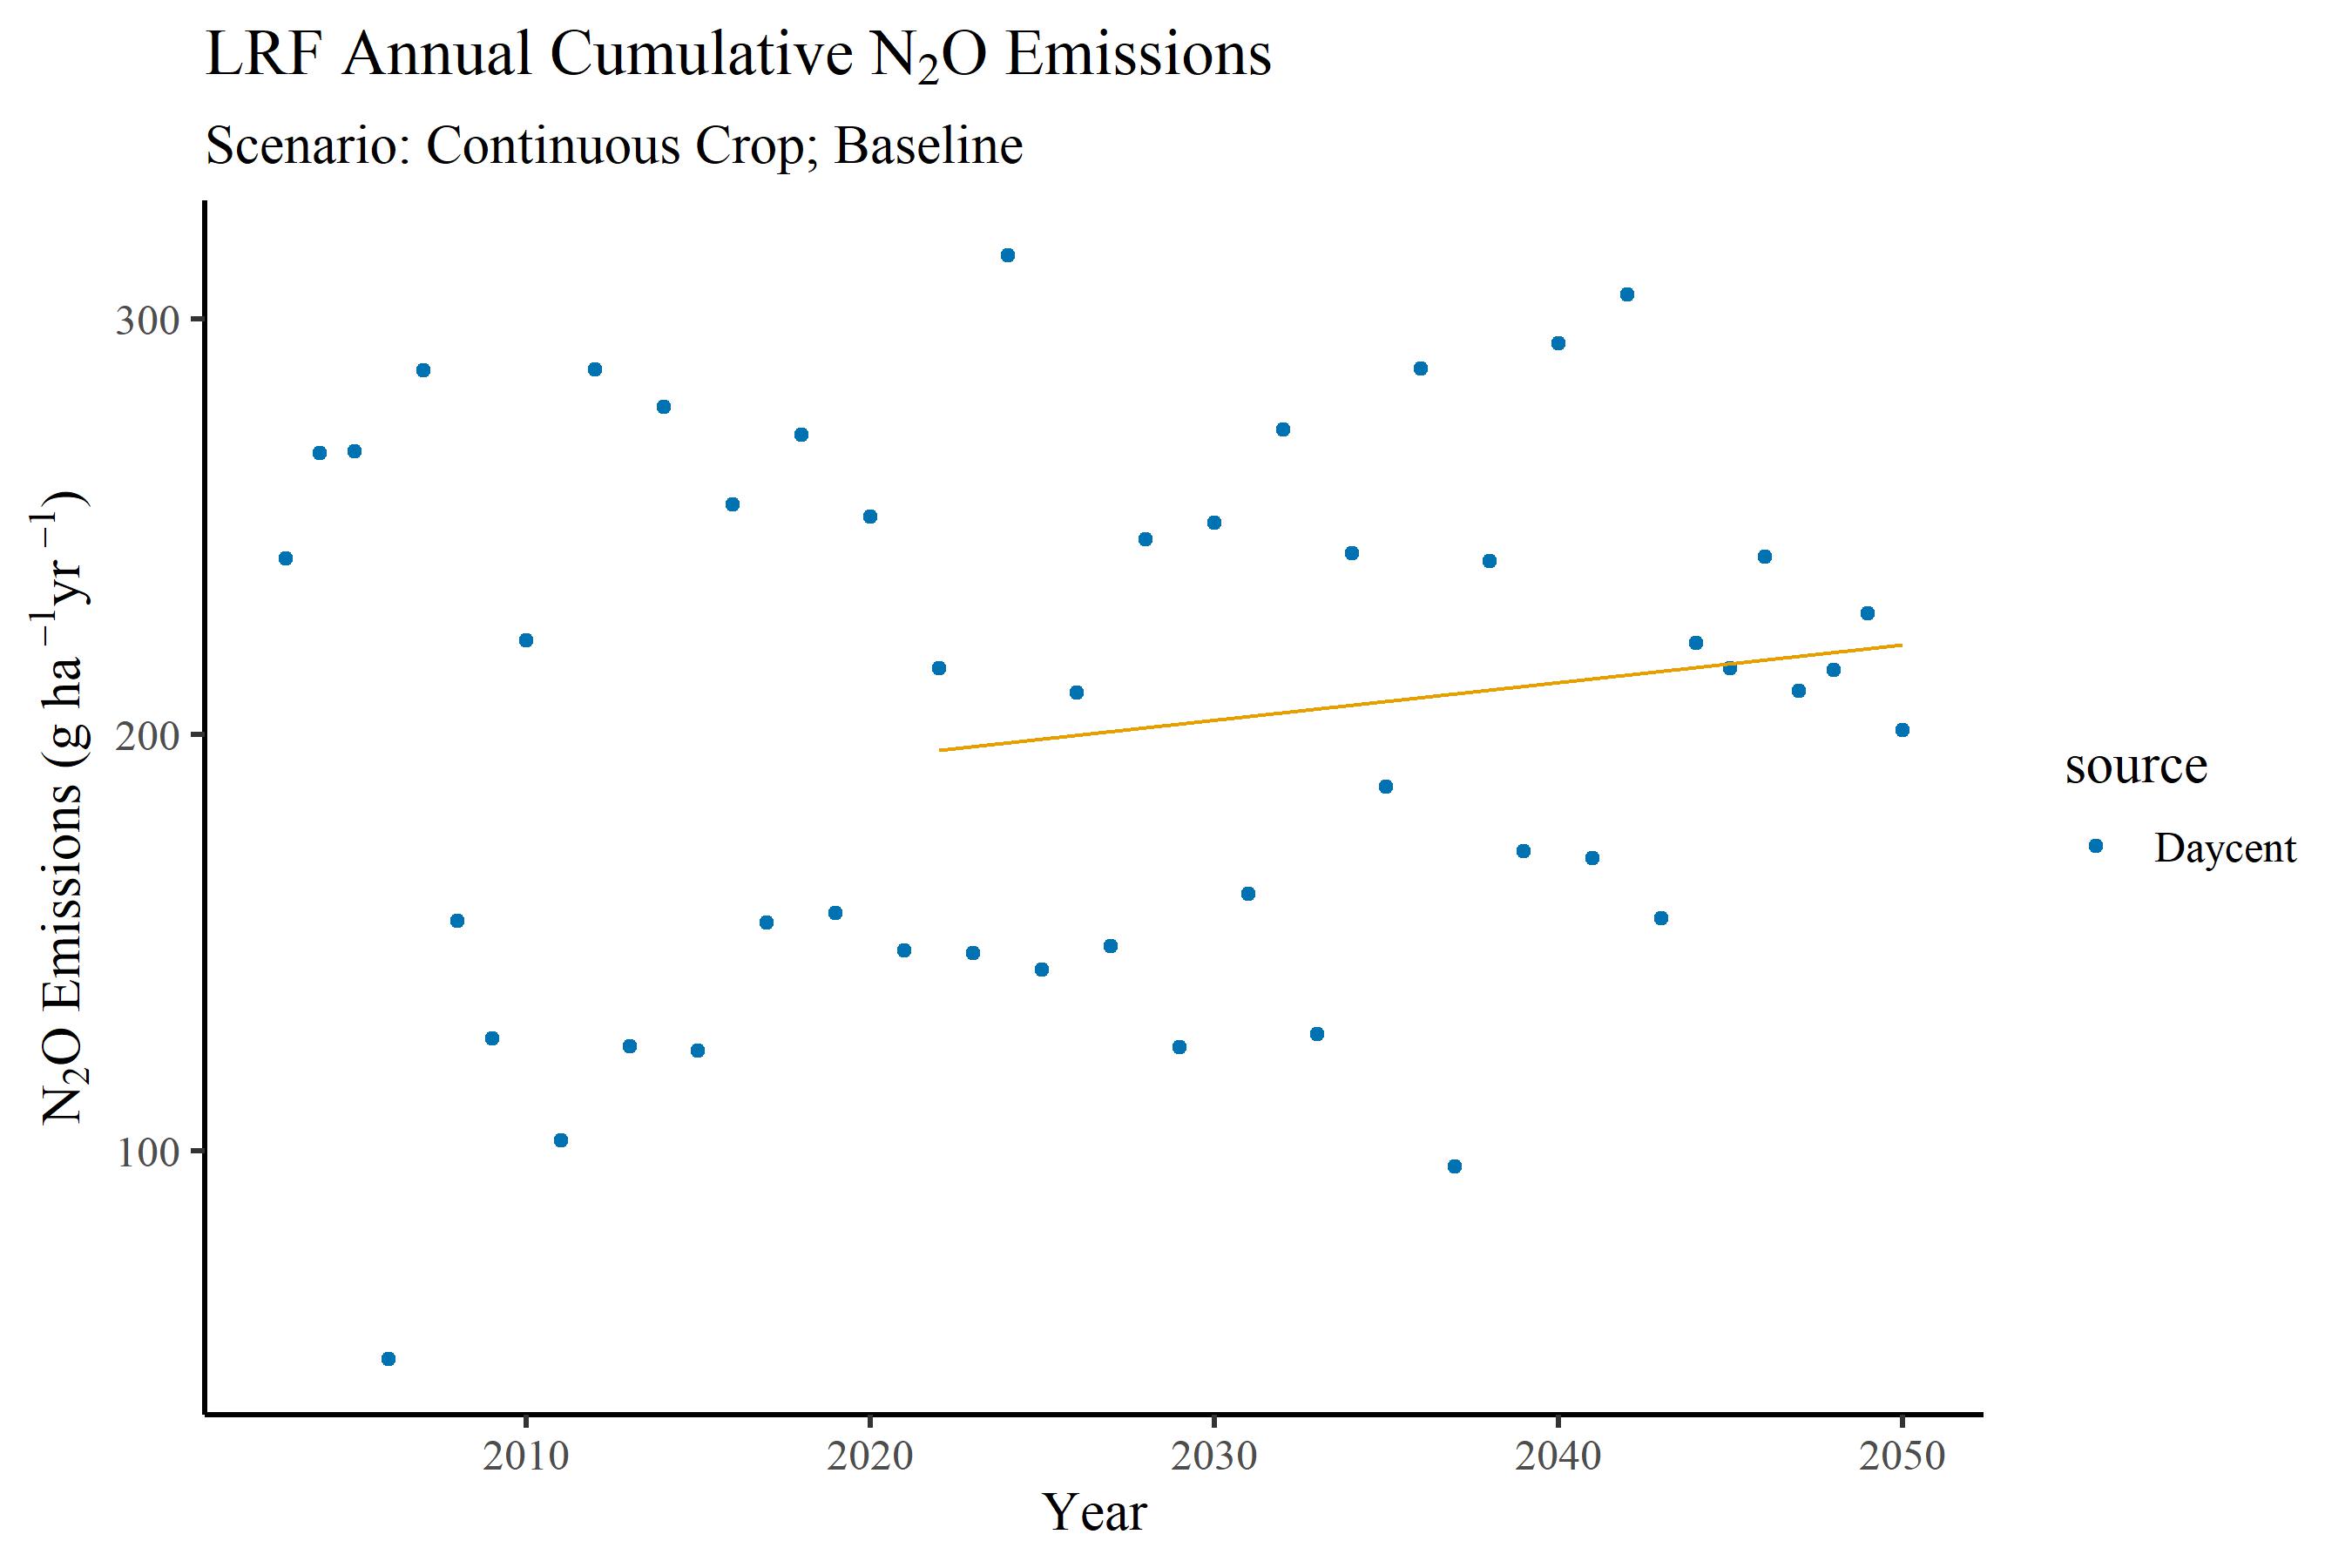 LRF Annual Cumulative N₂O Emissions
Scenario: Continuous Crop; Baseline
N₂O Emissions (g ha ⁻¹yr ⁻¹)
300
200
100
2010 2020 2030 2040 2050
Year
source
Daycent